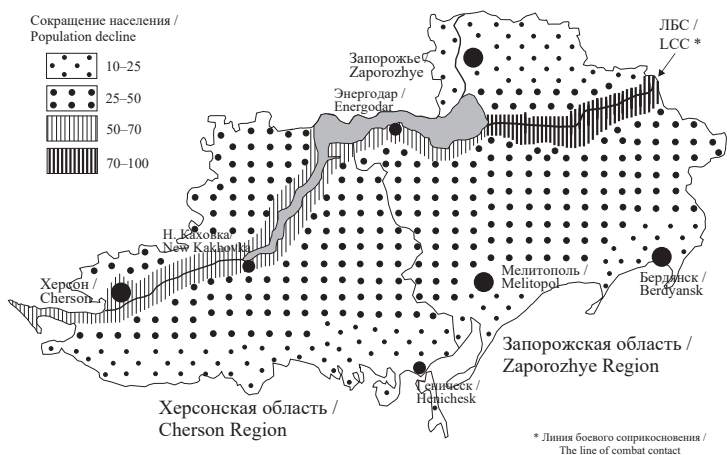 Сокращение населения /
Population decline
10–25
25–50
50–70
70–100
ЛБС /
LCC *
Запорожье
Zaporozhye
Энергодар /
Energodar
Н. Каховка/
New Kakhovka
Херсон /
Cherson
Мелитополь /
Melitopol
Бердянск /
Berdyansk
Запорожская область /
Zaporozhye Region
Геническ /
Henichesk
Херсонская область /
Cherson Region
* Линия боевого соприкосновения /
The line of combat contact